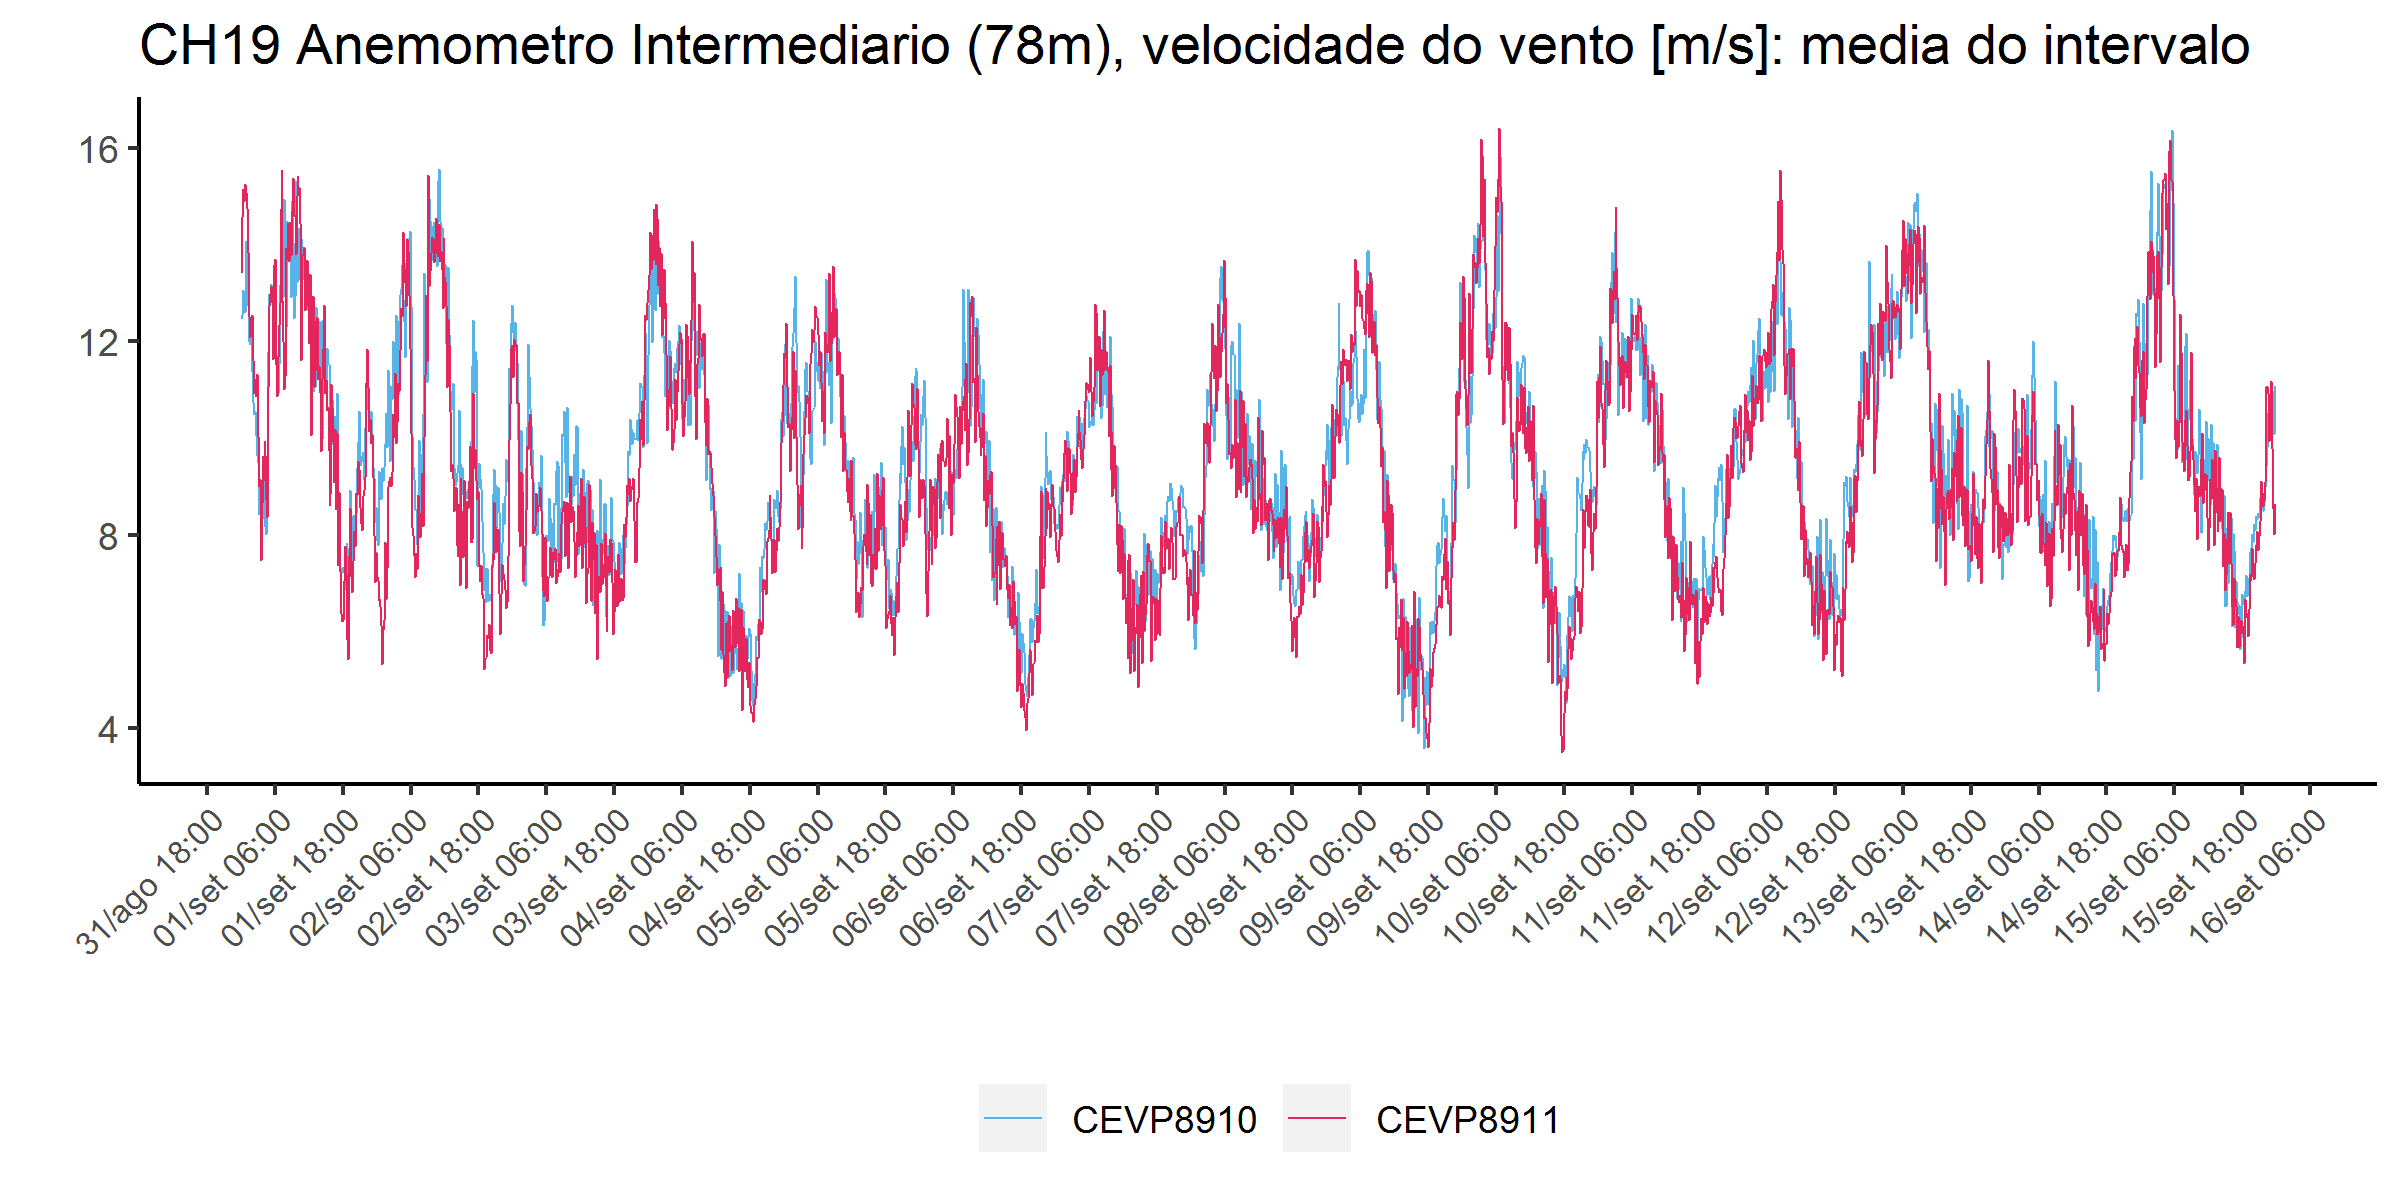 CH19 Anemometro Intermediario (78m), velocidade do vento [m/s]: media do intervalo
16
12
8
4
31/ago 18:00
01/set 06:00
01/set 18:00
02/set 06:00
02/set 18:00
03/set 06:00
03/set 18:00
04/set 06:00
04/set 18:00
05/set 06:00
05/set 18:00
06/set 06:00
06/set 18:00
07/set 06:00
07/set 18:00
08/set 06:00
08/set 18:00
09/set 06:00
09/set 18:00
10/set 06:00
10/set 18:00
11/set 06:00
11/set 18:00
12/set 06:00
12/set 18:00
13/set 06:00
13/set 18:00
14/set 06:00
14/set 18:00
15/set 06:00
15/set 18:00
16/set 06:00
CEVP8910
CEVP8911